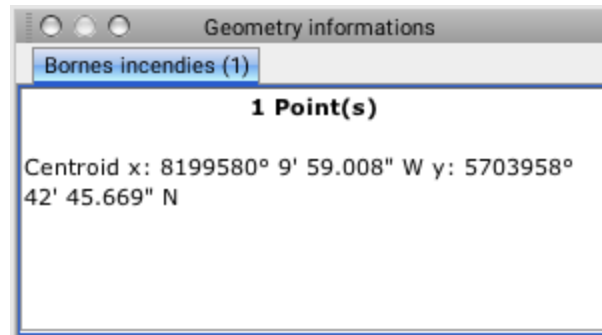 Geometry informations
Bornes incendies (1)
1 Point(s)
Centroid x: 8199580° 9' 59.008" W y: 5703958°
42' 45.669" N